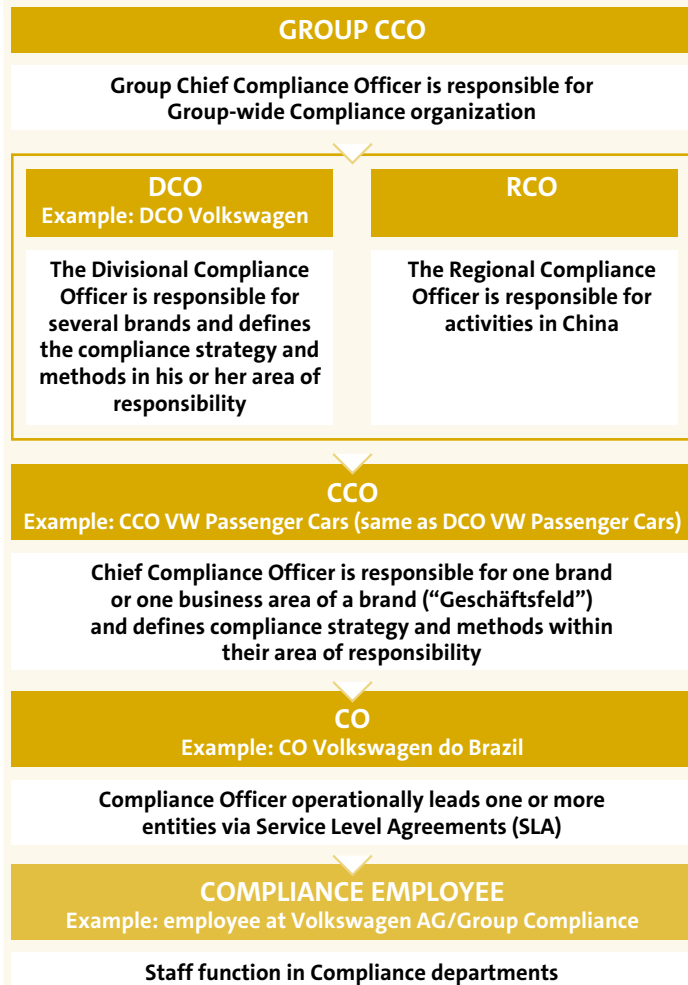 GROUP CCO
Group Chief Compliance Officer is responsible for
Group-wide Compliance organization
DCO
Example: DCO Volkswagen
The Divisional Compliance
Officer is responsible for
several brands and defines
the compliance strategy and
methods in his or her area of
responsibility
RCO
The Regional Compliance
Officer is responsible for
activities in China
CCO
Example: CCO VW Passenger Cars (same as DCO VW Passenger Cars)
Chief Compliance Officer is responsible for one brand
or one business area of a brand (“Geschäftsfeld”)
and defines compliance strategy and methods within
their area of responsibility
CO
Example: CO Volkswagen do Brazil
Compliance Officer operationally leads one or more
entities via Service Level Agreements (SLA)
COMPLIANCE EMPLOYEE
Example: employee at Volkswagen AG/Group Compliance
Staff function in Compliance departments